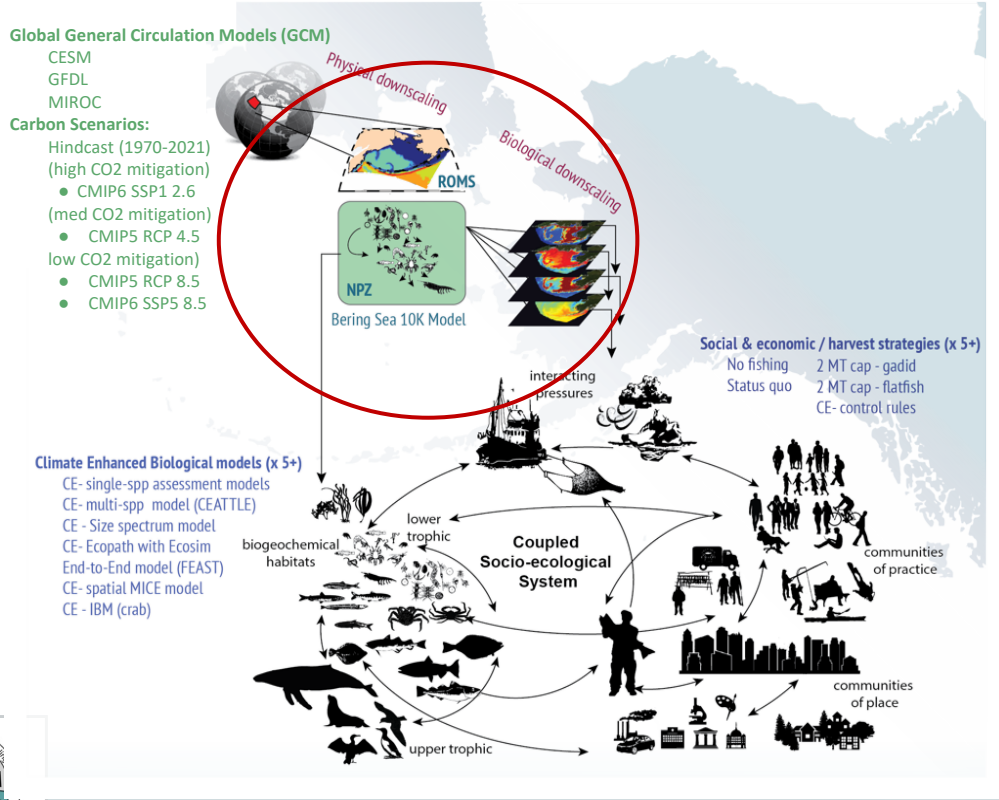 Global General Circulation Models (GCM)
CESM
GFDL
MIROC
Carbon Scenarios:
Hindcast (1970-2021)
(high CO2 mitigation)
● CMIP6 SSP1 2.6
(med CO2 mitigation)
● CMIP5 RCP 4.5
low CO2 mitigation)
● CMIP5 RCP 8.5
● CMIP6 SSP5 8.5
Physical downscaling
Biological downscaling
ROMS
NPZ
Bering Sea 10K Model
Social & economic / harvest strategies (x 5+)
No fishing
Status quo
2 MT cap - gadid
2 MT cap - flatfish
CE- control rules
interacting
pressures
Climate Enhanced Biological models (x 5+)
CE- single-spp assessment models
CE- multi-spp model (CEATTLE)
CE - Size spectrum model
CE- Ecopath with Ecosim
End-to-End model (FEAST)
CE- spatial MICE model
CE - IBM (crab)
lower
trophic
biogeochemical
habitats
Coupled
Socio-ecological
System
communities
of practice
communities
of place
upper trophic